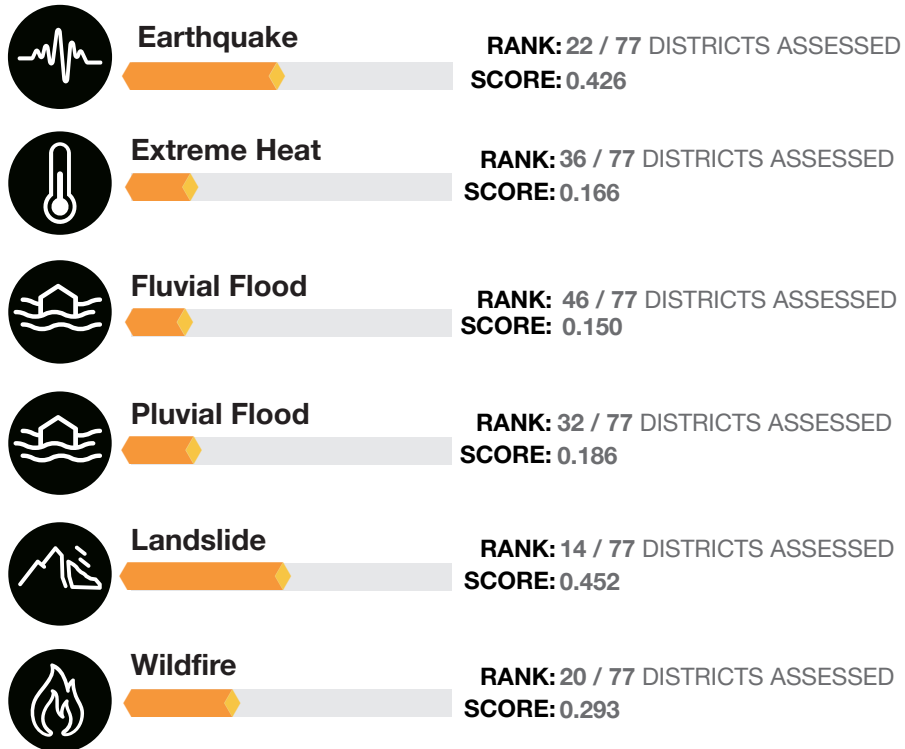 Earthquake
RANK: 22 / 77 DISTRICTS ASSESSED
SCORE: 0.426
Extreme Heat
RANK: 36 / 77 DISTRICTS ASSESSED
SCORE: 0.166
Fluvial Flood
RANK: 46 / 77 DISTRICTS ASSESSED
SCORE: 0.150
Pluvial Flood
RANK: 32 / 77 DISTRICTS ASSESSED
SCORE: 0.186
Landslide
RANK: 14 / 77 DISTRICTS ASSESSED
SCORE: 0.452
Wildfire
RANK: 20 / 77 DISTRICTS ASSESSED
SCORE: 0.293